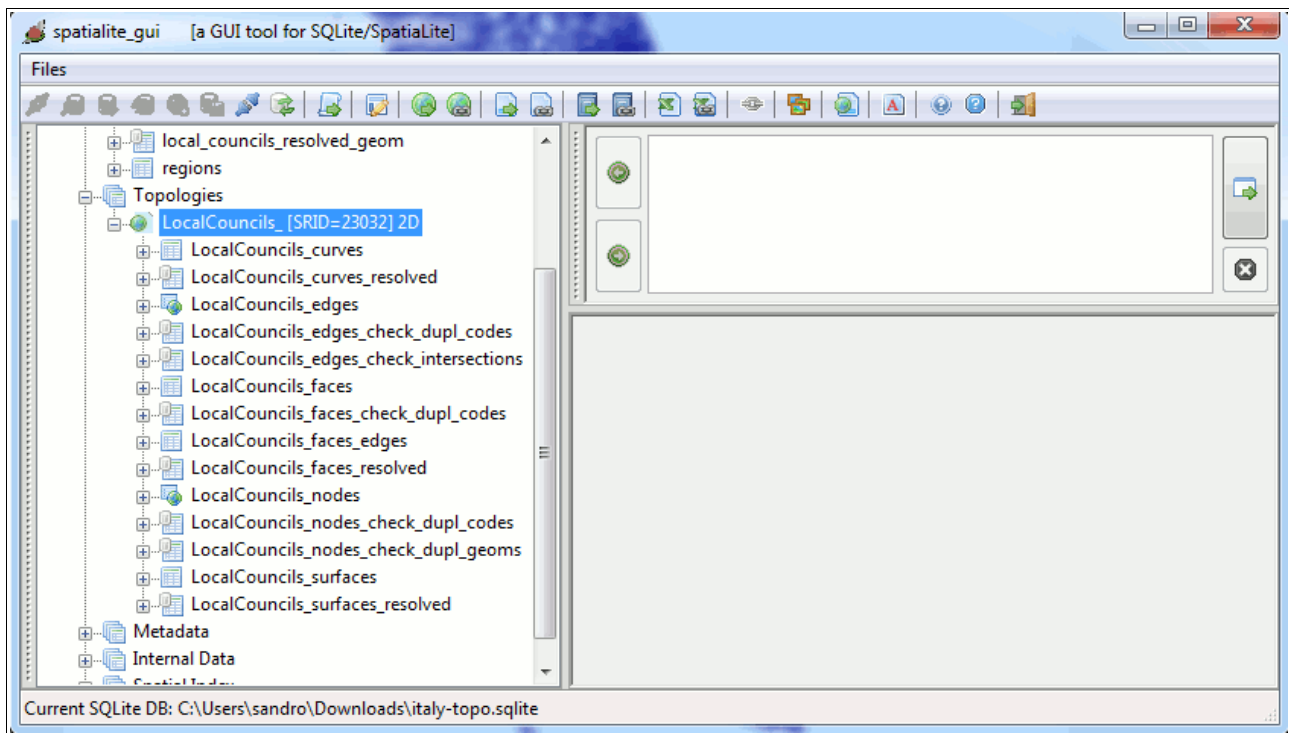 spatialite_gui [a GUI tool for SQLite/SpatiaLite]
Files
local_councils_resolved_geom
regions
Topologies
LocalCouncils_ [SRID=23032] 2D
LocalCouncils_curves
LocalCouncils_curves_resolved
LocalCouncils_edges
LocalCouncils_edges_check_dupl_codes
LocalCouncils_edges_check_intersections
LocalCouncils_faces
LocalCouncils_faces_check_dupl_codes
LocalCouncils_faces_edges
LocalCouncils_faces_resolved
LocalCouncils_nodes
LocalCouncils_nodes_check_dupl_codes
LocalCouncils_nodes_check_dupl_geoms
LocalCouncils_surfaces
LocalCouncils_surfaces_resolved
Metadata
Internal Data
Spatial Index
Current SQLite DB: C:\Users\sandro\Downloads\italy-topo.sqlite